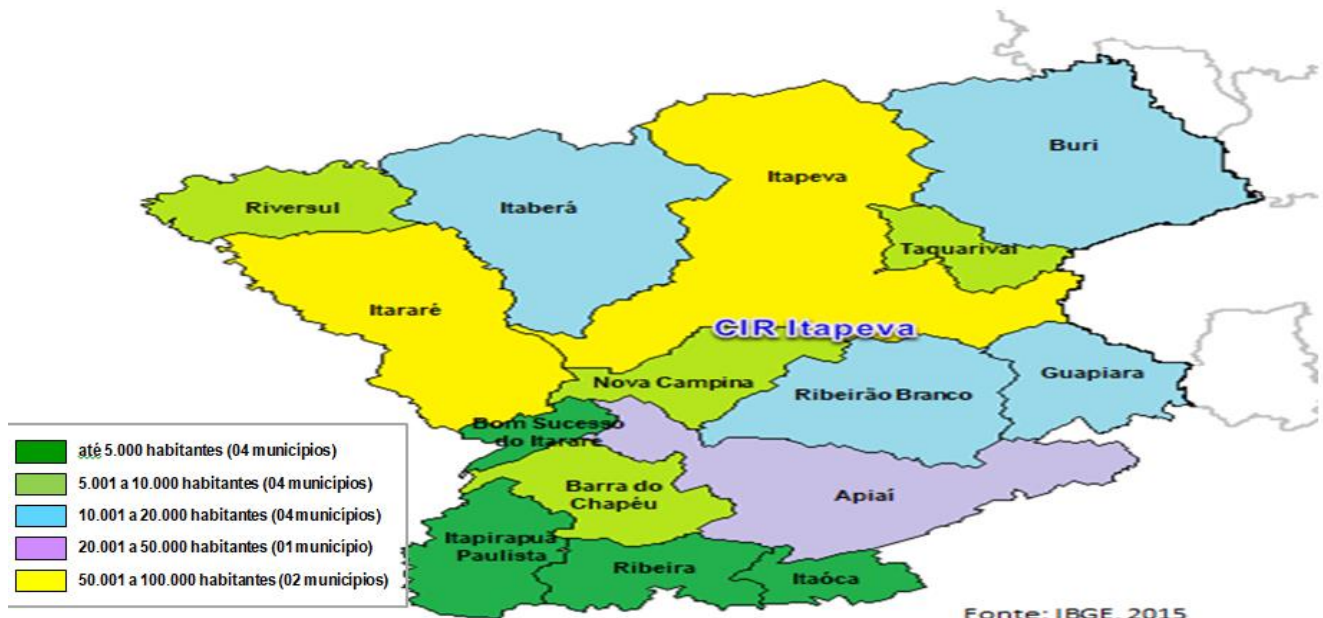 Buri
Itapeva
Riversul
Itaberá
Taquarivaí
Itararé
CIR Itapeva
Nova Campina
Guapiara
Ribeirão Branco
Bom Sucesso
do Itararé
Barra do
Chapéu
Apiaí
Itapirapuã
Paulista
Ribeira
Itaóca
até 5.000 habitantes (04 municípios)
5.001 a 10.000 habitantes (04 municípios)
10.001 a 20.000 habitantes (04 municípios)
20.001 a 50.000 habitantes (01 município)
50.001 a 100.000 habitantes (02 municípios)
Fonte: IBGE, 2015